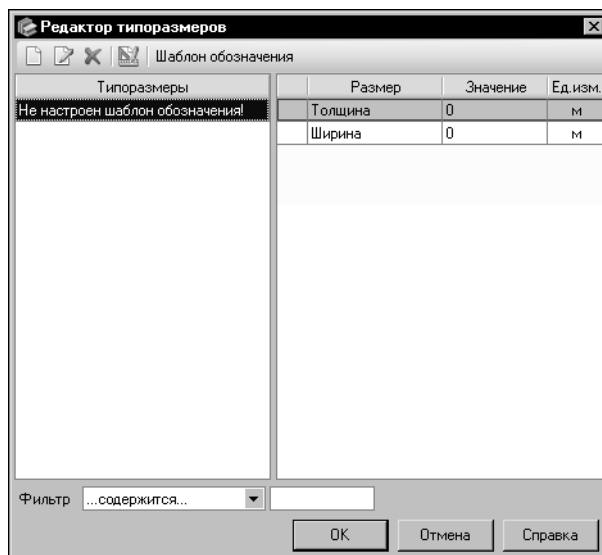 Редактор типоразмеров
Шаблон обозначения
Типоразмеры
Не настроен шаблон обозначения!
Размер Значение Ед.изм.
Толщина 0 м
Ширина 0 м
Фильтр ...содержится...
OK Отмена Справка